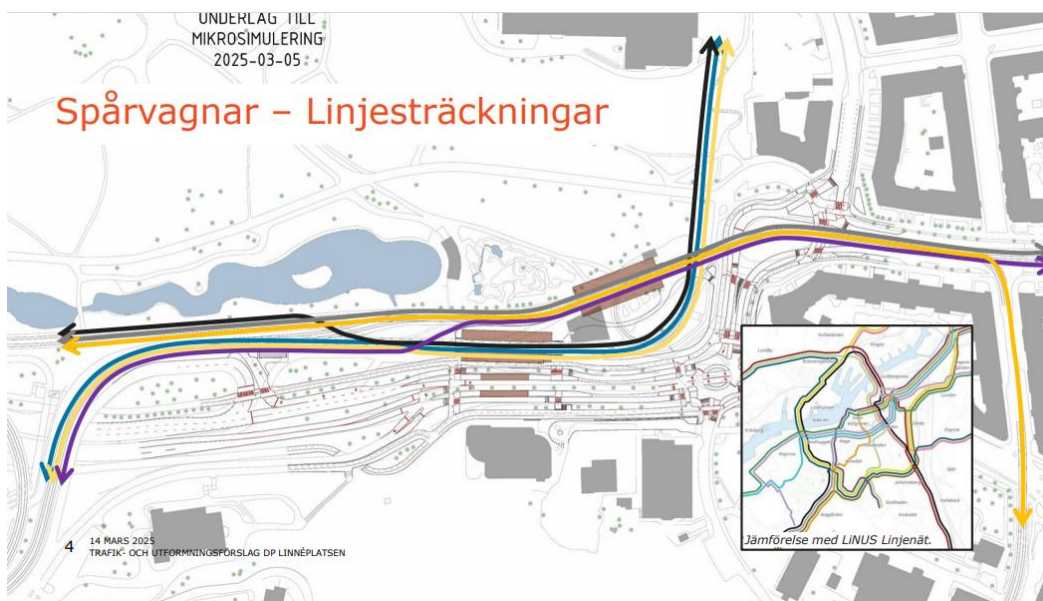 UNDERLAG TILL
MIKROSIMULERING
2025-03-05
Spårvagnar – Linjesträckningar
Jämförelse med LiNUS Linjenät.
4
14 MARS 2025
TRAFIK- OCH UTFORMNINGSFÖRSLAG DP LINNÉPLATSEN